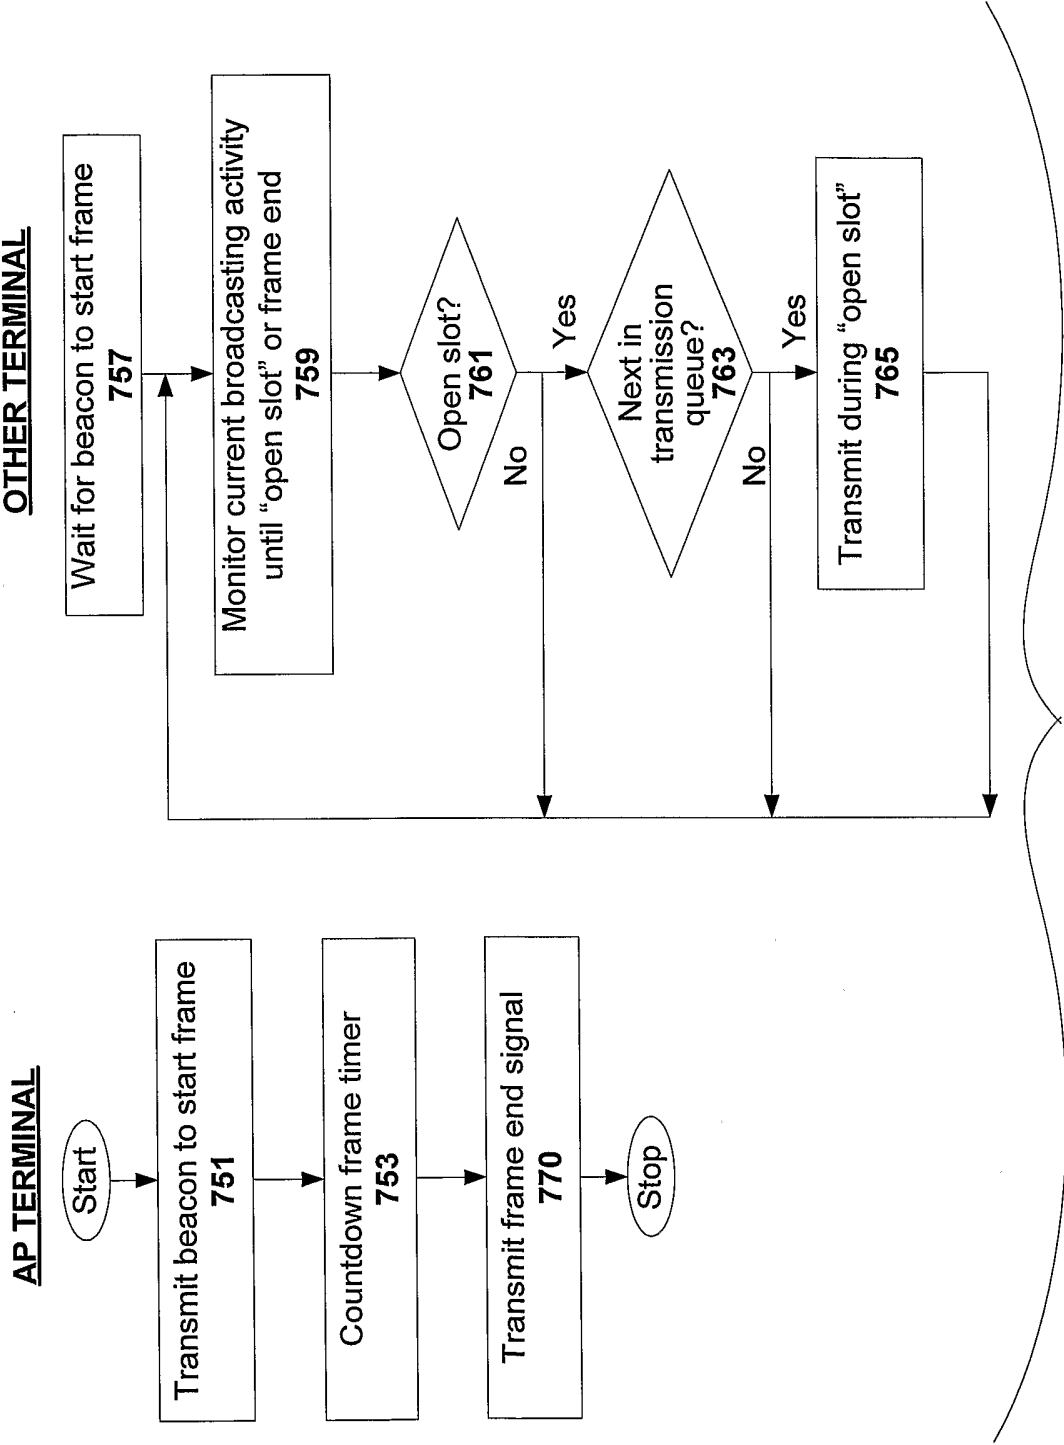 AP TERMINAL
Start
Transmit beacon to start frame
751
Countdown frame timer
753
Transmit frame end signal
770
Stop
OTHER TERMINAL
Wait for beacon to start frame
757
Monitor current broadcasting activity
until “open slot” or frame end
759
Open slot?
761
No
Yes
Next in
transmission
queue?
763
No
Yes
Transmit during “open slot”
765